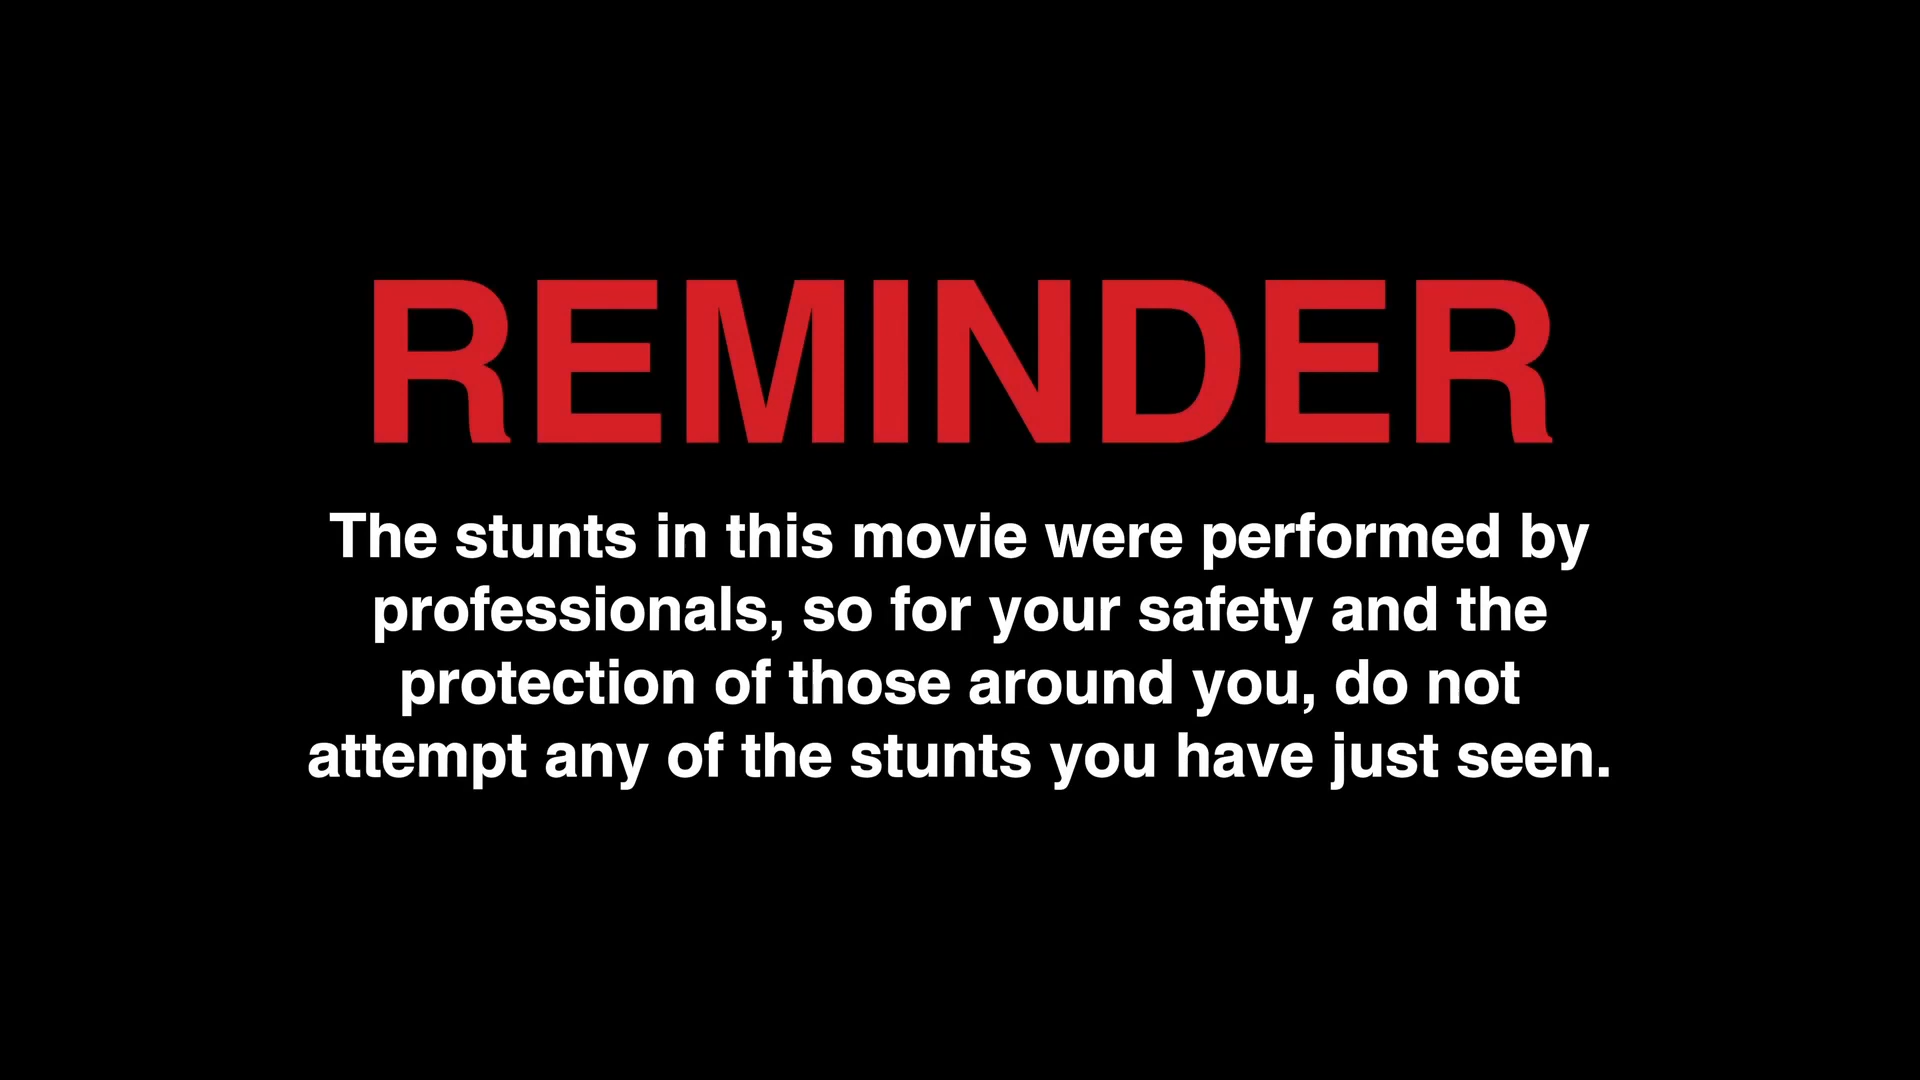 REMINDER
The stunts in this movie were performed by
professionals, so for your safety and the
protection of those around you, do not
attempt any of the stunts you have just seen.